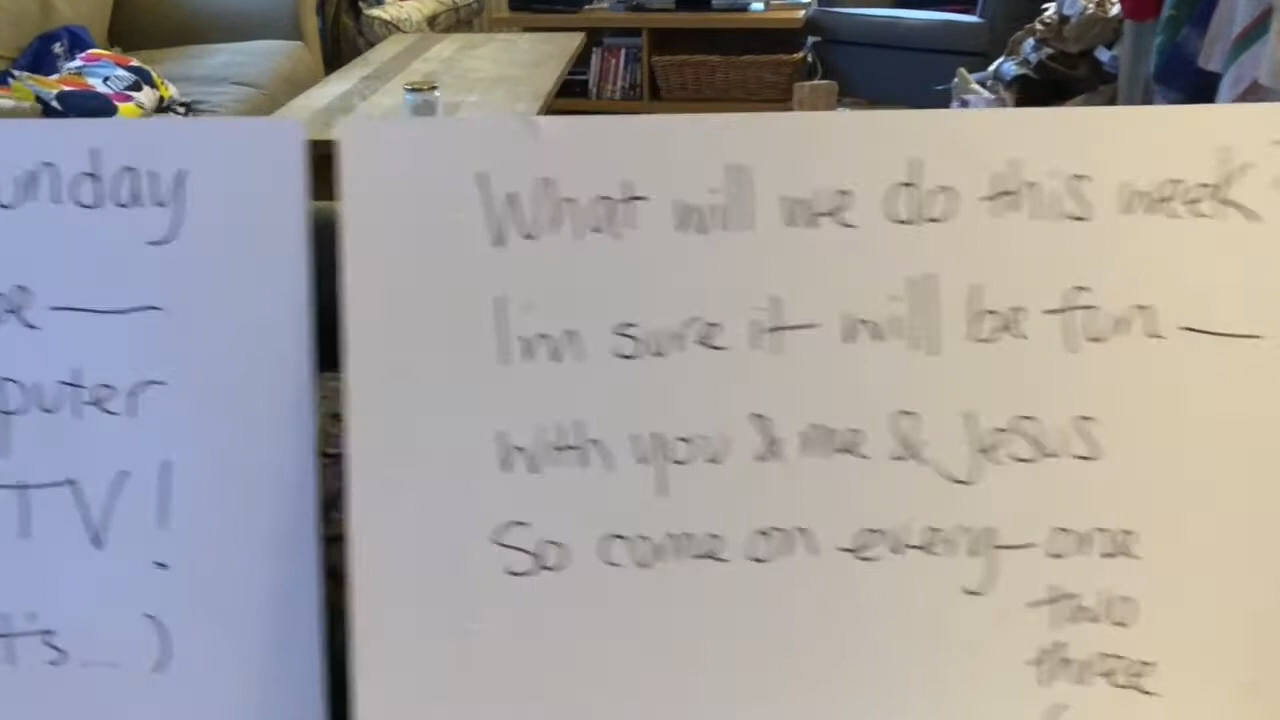 unday
e —
puter
TV!
t's _ )
What will we do this week
I'm sure it will be fun —
with you & me & Jesus
So come on every-one
two
three